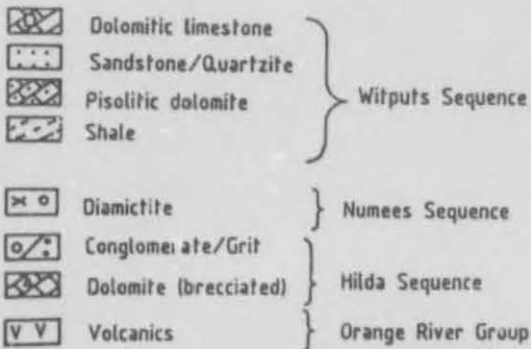 Dolomitic limestone
Sandstone/Quartzite
Pisolitic dolomite
Shale
Witputs Sequence
Diamictite
Numees Sequence
Conglomerate/Grit
Dolomite (brecciated)
Hilda Sequence
V V Volcanics
Orange River Group